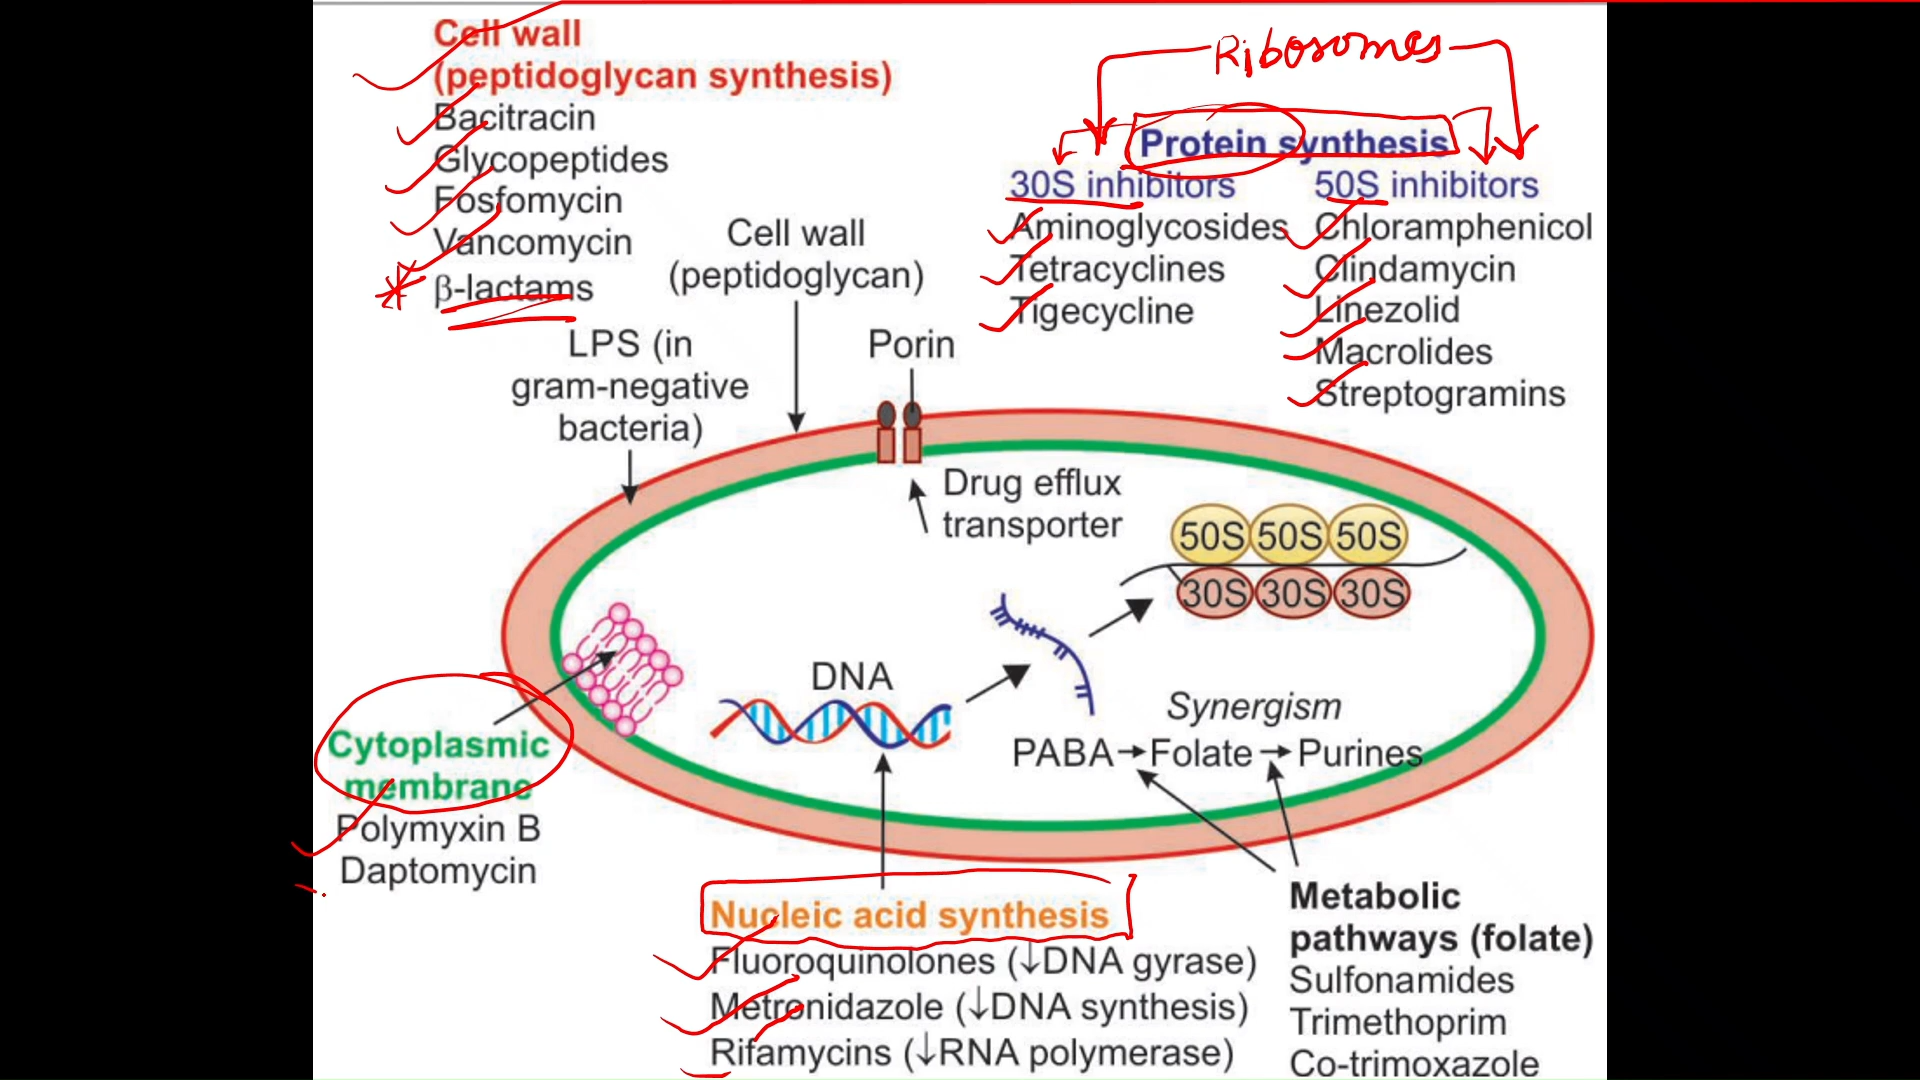 Cell wall
(peptidoglycan synthesis)
Bacitracin
Glycopeptides
Fosfomycin
Vancomycin
β-lactams
Ribosomes
Protein synthesis
30S inhibitors
Aminoglycosides
Tetracyclines
Tigecycline
50S inhibitors
Chloramphenicol
Clindamycin
Linezolid
Macrolides
Streptogramins
Cell wall
(peptidoglycan)
LPS (in
gram-negative
bacteria)
Porin
Drug efflux
transporter
50S 50S 50S
30S 30S 30S
DNA
Synergism
PABA→Folate→Purines
Cytoplasmic
membrane
Polymyxin B
Daptomycin
Nucleic acid synthesis
Fluoroquinolones (↓DNA gyrase)
Metronidazole (↓DNA synthesis)
Rifamycins (↓RNA polymerase)
Metabolic
pathways (folate)
Sulfonamides
Trimethoprim
Co-trimoxazole